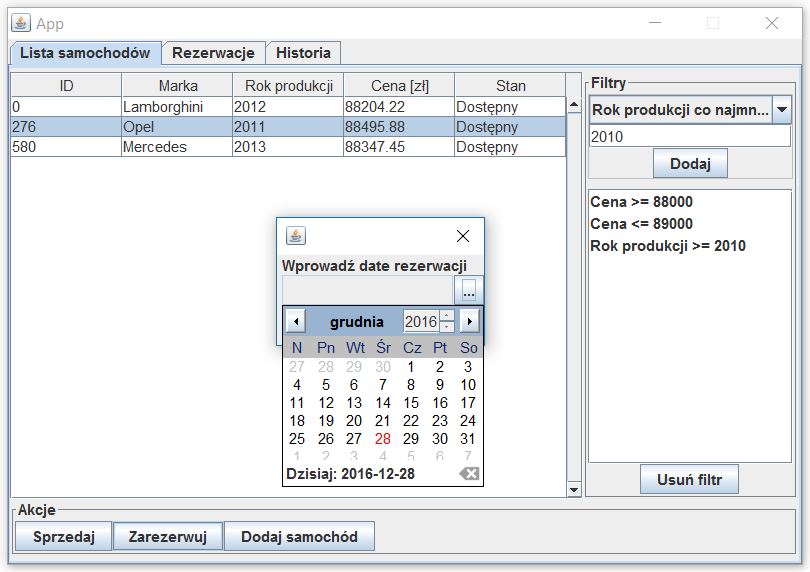 App
Lista samochodów Rezerwacje Historia
ID Marka Rok produkcji Cena [zł] Stan
0 Lamborghini 2012 88204.22 Dostępny
276 Opel 2011 88495.88 Dostępny
580 Mercedes 2013 88347.45 Dostępny
Filtry
Rok produkcji co najmn...
2010
Dodaj
Cena >= 88000
Cena <= 89000
Rok produkcji >= 2010
Usuń filtr
Wprowadź date rezerwacji
...
grudnia 2016
N Pn Wt Śr Cz Pt So
27 28 29 30 1 2 3
4 5 6 7 8 9 10
11 12 13 14 15 16 17
18 19 20 21 22 23 24
25 26 27 28 29 30 31
1 2 3 4 5 6 7
Dzisiaj: 2016-12-28
Akcje
Sprzedaj Zarezerwuj Dodaj samochód